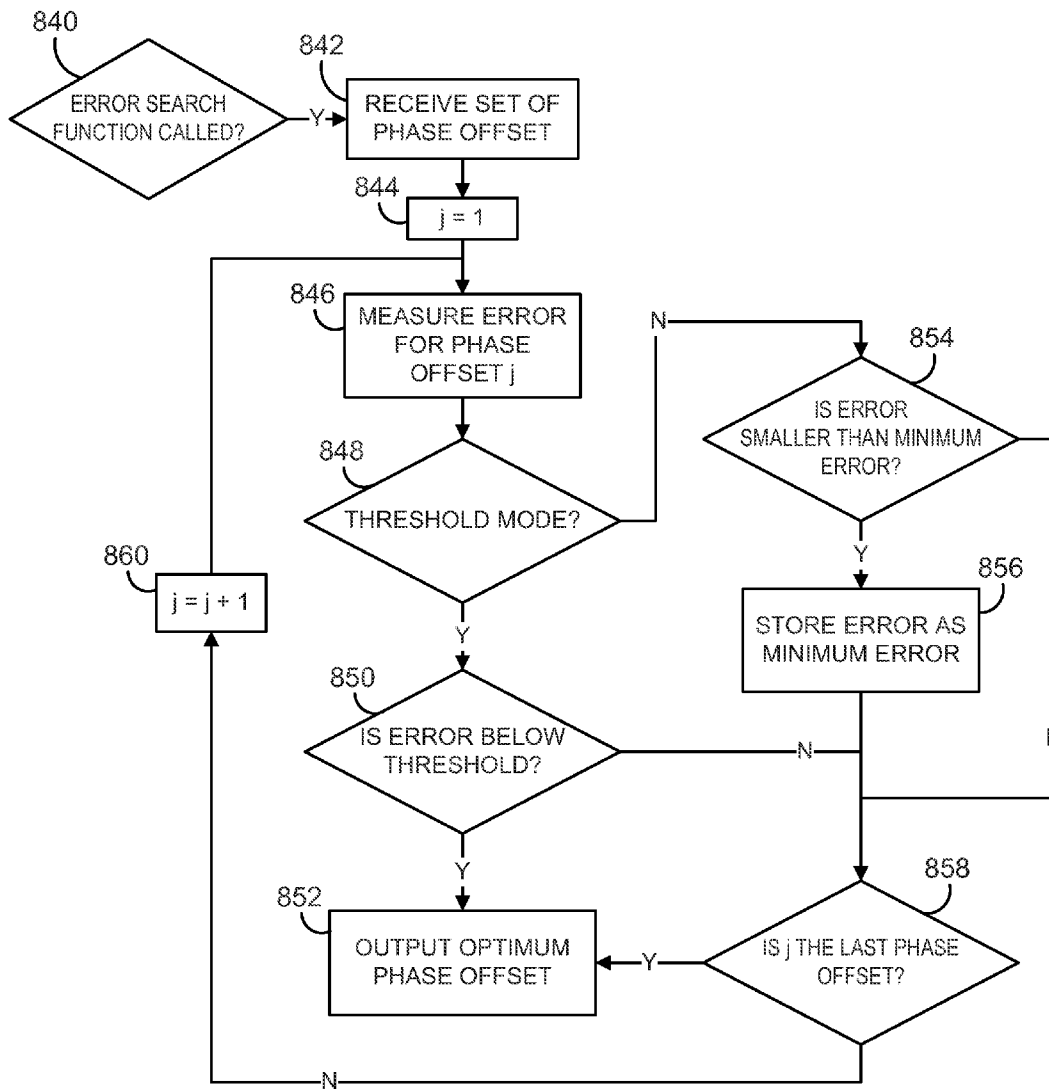 840
ERROR SEARCH
FUNCTION CALLED?
Y
842
RECEIVE SET OF
PHASE OFFSET
844
j = 1
846
MEASURE ERROR
FOR PHASE
OFFSET j
848
THRESHOLD MODE?
N
Y
854
IS ERROR
SMALLER THAN MINIMUM
ERROR?
Y
856
STORE ERROR AS
MINIMUM ERROR
860
j = j + 1
850
IS ERROR BELOW
THRESHOLD?
N
Y
852
OUTPUT OPTIMUM
PHASE OFFSET
858
IS j THE LAST PHASE
OFFSET?
Y
N